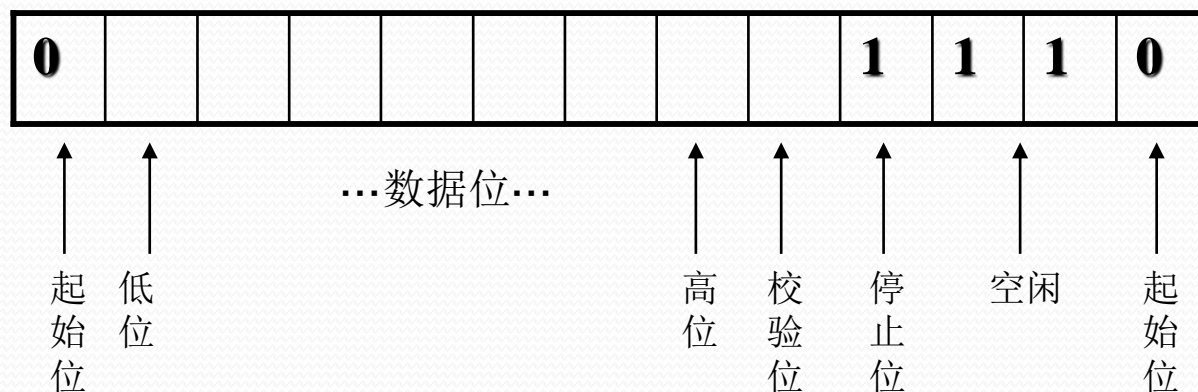 0 1 1 1 0
…数据位…
起始位
低位
高位
校验位
停止位
空闲
起始位